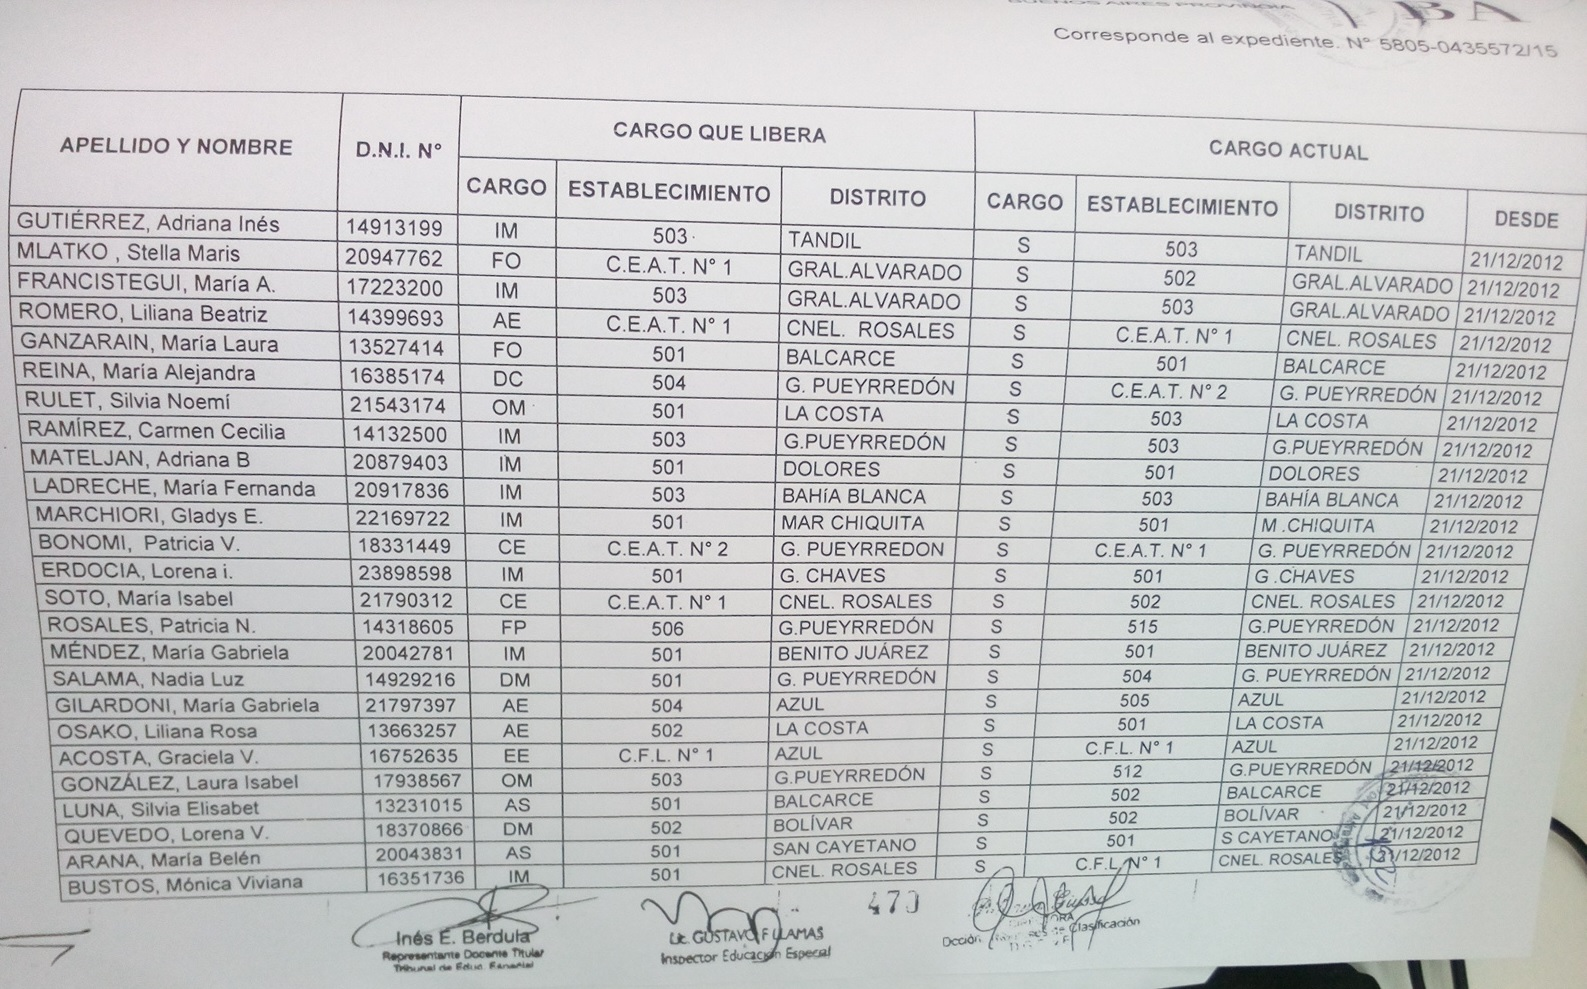 BUENOS AIRES PROVINCIA
BA
Corresponde al expediente. N° 5805-0435572/15
APELLIDO Y NOMBRE D.N.I. N° CARGO QUE LIBERA CARGO ACTUAL
CARGO ESTABLECIMIENTO DISTRITO CARGO ESTABLECIMIENTO DISTRITO DESDE
GUTIÉRREZ, Adriana Inés 14913199 IM 503 TANDIL S 503 TANDIL 21/12/2012
MLATKO , Stella Maris 20947762 FO C.E.A.T. N° 1 GRAL.ALVARADO S 502 GRAL.ALVARADO 21/12/2012
FRANCISTEGUI, María A. 17223200 IM 503 GRAL.ALVARADO S 503 GRAL.ALVARADO 21/12/2012
ROMERO, Liliana Beatriz 14399693 AE C.E.A.T. N° 1 CNEL. ROSALES S C.E.A.T. N° 1 CNEL. ROSALES 21/12/2012
GANZARAIN, María Laura 13527414 FO 501 BALCARCE S 501 BALCARCE 21/12/2012
REINA, María Alejandra 16385174 DC 504 G. PUEYRREDÓN S C.E.A.T. N° 2 G. PUEYRREDÓN 21/12/2012
RULET, Silvia Noemí 21543174 OM 501 LA COSTA S 503 LA COSTA 21/12/2012
RAMÍREZ, Carmen Cecilia 14132500 IM 503 G.PUEYRREDÓN S 503 G.PUEYRREDÓN 21/12/2012
MATELJAN, Adriana B 20879403 IM 501 DOLORES S 501 DOLORES 21/12/2012
LADRECHE, María Fernanda 20917836 IM 503 BAHÍA BLANCA S 503 BAHÍA BLANCA 21/12/2012
MARCHIORI, Gladys E. 22169722 IM 501 MAR CHIQUITA S 501 M .CHIQUITA 21/12/2012
BONOMI, Patricia V. 18331449 CE C.E.A.T. N° 2 G. PUEYRREDON S C.E.A.T. N° 1 G. PUEYRREDÓN 21/12/2012
ERDOCIA, Lorena i. 23898598 IM 501 G. CHAVES S 501 G .CHAVES 21/12/2012
SOTO, María Isabel 21790312 CE C.E.A.T. N° 1 CNEL. ROSALES S 502 CNEL. ROSALES 21/12/2012
ROSALES, Patricia N. 14318605 FP 506 G.PUEYRREDÓN S 515 G.PUEYRREDÓN 21/12/2012
MÉNDEZ, María Gabriela 20042781 IM 501 BENITO JUÁREZ S 501 BENITO JUÁREZ 21/12/2012
SALAMA, Nadia Luz 14929216 DM 501 G. PUEYRREDÓN S 504 G. PUEYRREDÓN 21/12/2012
GILARDONI, María Gabriela 21797397 AE 504 AZUL S 505 AZUL 21/12/2012
OSAKO, Liliana Rosa 13663257 AE 502 LA COSTA S 501 LA COSTA 21/12/2012
ACOSTA, Graciela V. 16752635 EE C.F.L. N° 1 AZUL S C.F.L. N° 1 AZUL 21/12/2012
GONZÁLEZ, Laura Isabel 17938567 OM 503 G.PUEYRREDÓN S 512 G.PUEYRREDÓN 21/12/2012
LUNA, Silvia Elisabet 13231015 AS 501 BALCARCE S 502 BALCARCE 21/12/2012
QUEVEDO, Lorena V. 18370866 DM 502 BOLÍVAR S 502 BOLÍVAR 21/12/2012
ARANA, María Belén 20043831 AS 501 SAN CAYETANO S 501 S CAYETANO 21/12/2012
BUSTOS, Mónica Viviana 16351736 IM 501 CNEL. ROSALES S C.F.L. N° 1 CNEL. ROSALES 21/12/2012
470
Inés E. Berdula
Representante Docente Titular
Tribunal de Educ. Especial
Lic. GUSTAVO F LLAMAS
Inspector Educación Especial
Dcción de Clasificación